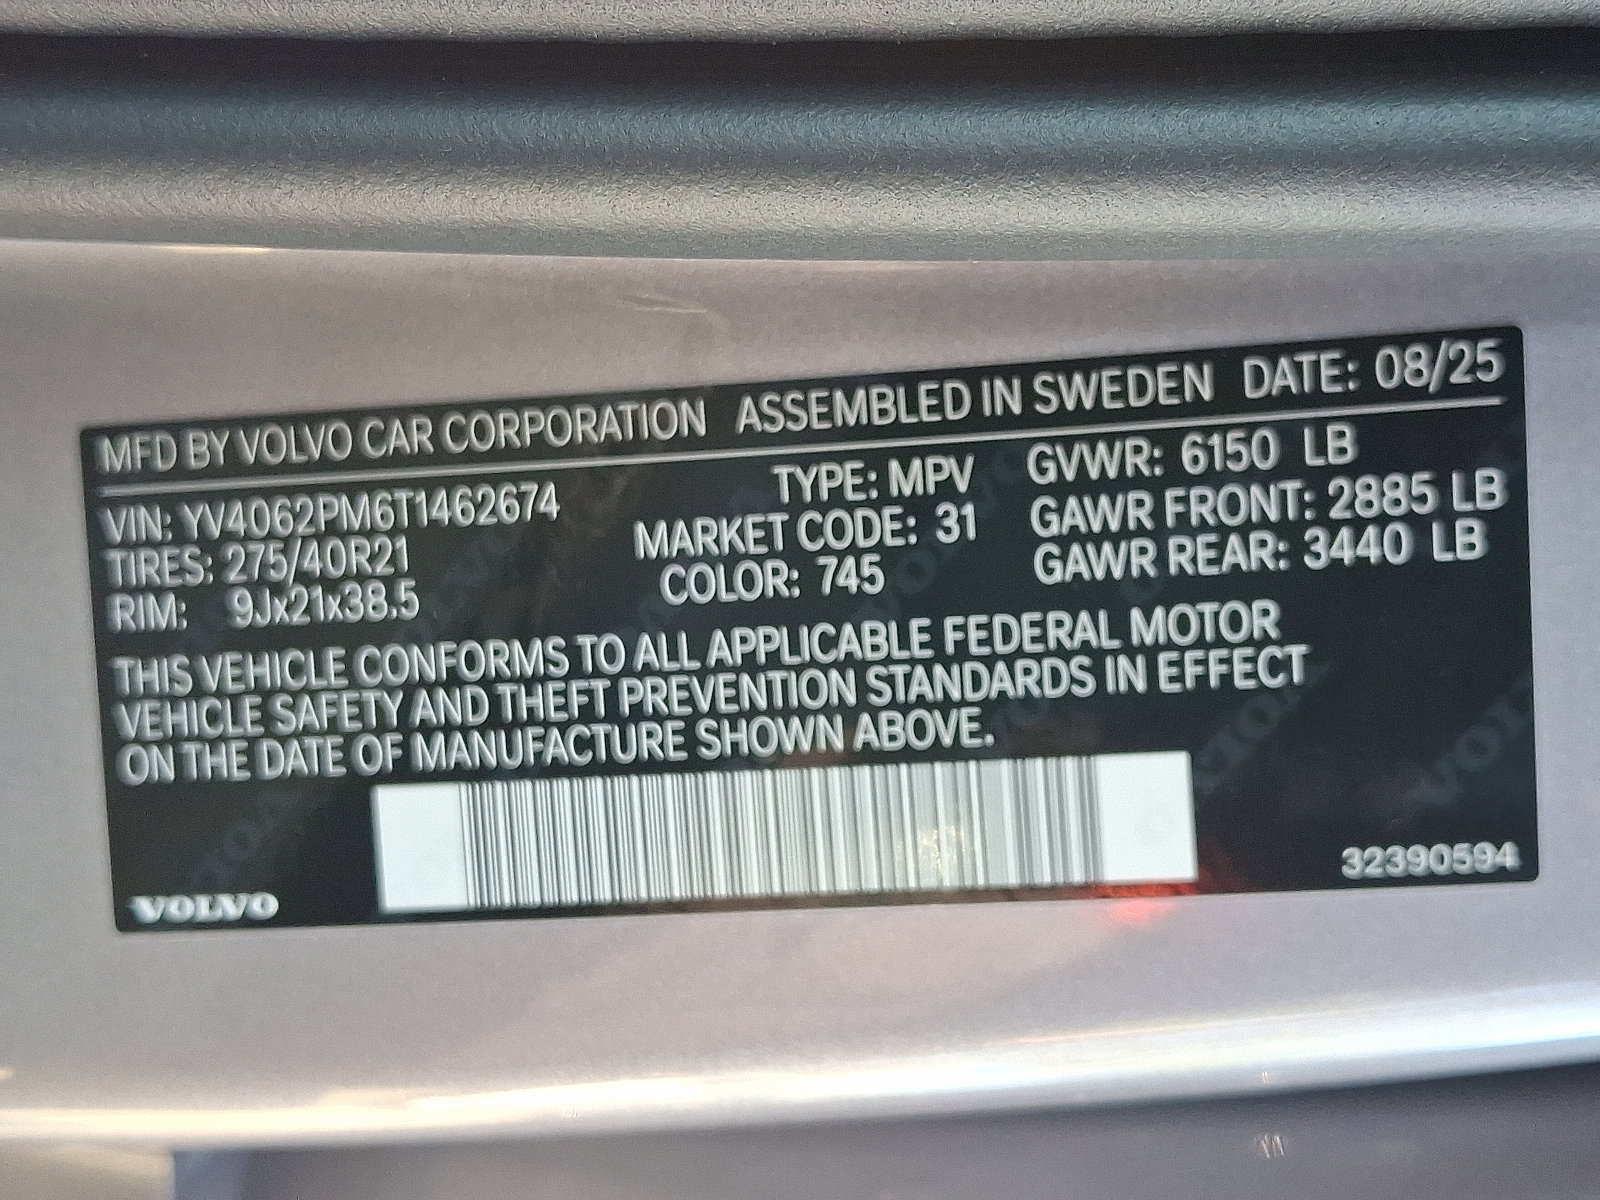 MFD BY VOLVO CAR CORPORATION ASSEMBLED IN SWEDEN DATE: 08/25
VIN: YV4062PM6T1462674 TYPE: MPV GVWR: 6150 LB
TIRES: 275/40R21 MARKET CODE: 31 GAWR FRONT: 2885 LB
RIM: 9Jx21x38.5 COLOR: 745 GAWR REAR: 3440 LB
THIS VEHICLE CONFORMS TO ALL APPLICABLE FEDERAL MOTOR
VEHICLE SAFETY AND THEFT PREVENTION STANDARDS IN EFFECT
ON THE DATE OF MANUFACTURE SHOWN ABOVE.
VOLVO 32390594